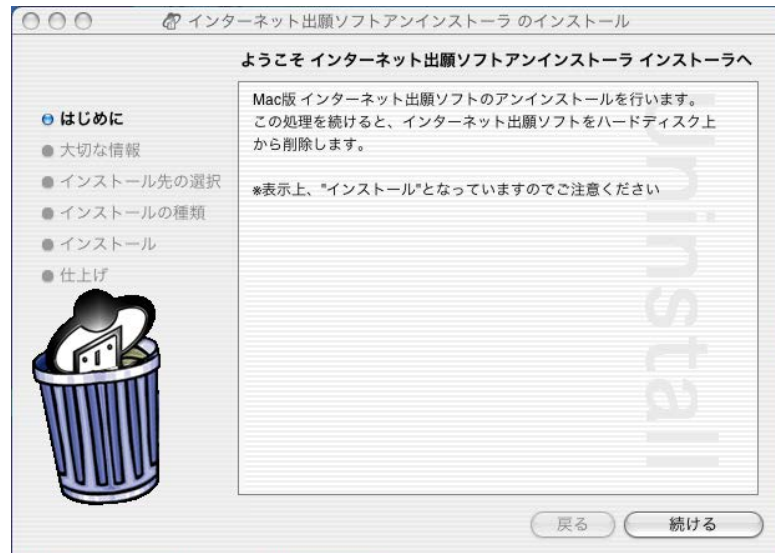 インターネット出願ソフトアンインストーラ のインストール
ようこそ インターネット出願ソフトアンインストーラ インストーラへ
はじめに
大切な情報
インストール先の選択
インストールの種類
インストール
仕上げ
Mac版 インターネット出願ソフトのアンインストールを行います。
この処理を続けると、インターネット出願ソフトをハードディスク上
から削除します。
※表示上、"インストール"となっていますのでご注意ください
Uninstall
戻る
続ける